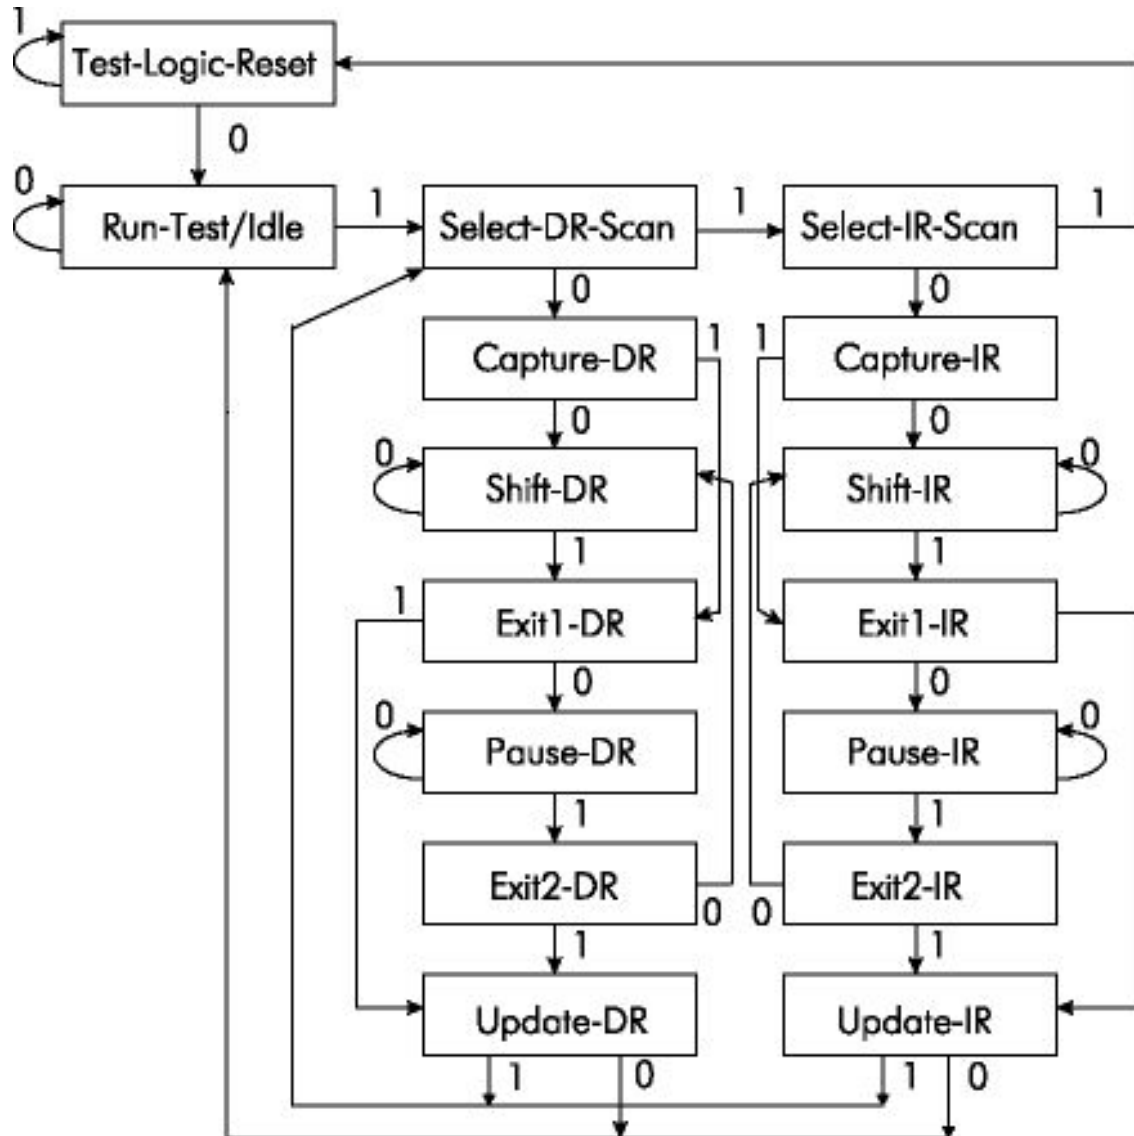 1
Test-Logic-Reset
0
0
Run-Test/Idle
1
Select-DR-Scan
1
Select-IR-Scan
1
0
0
Capture-DR
1
1
Capture-IR
0
0
0
Shift-DR
Shift-IR
0
1
1
1
Exit1-DR
Exit1-IR
0
0
0
Pause-DR
Pause-IR
0
1
1
Exit2-DR
0
0
Exit2-IR
1
1
Update-DR
Update-IR
1
0
1
0